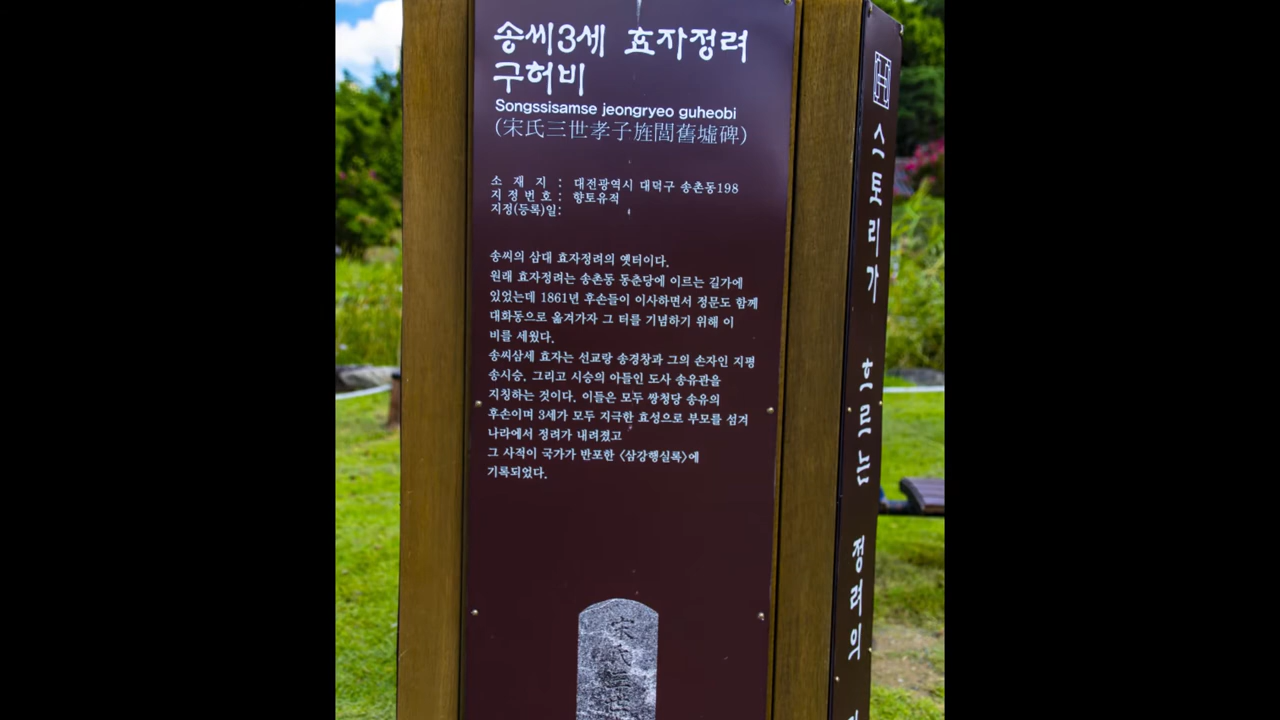 송씨3세 효자정려
구허비
Songssisamse jeongryeo guheobi
(宋氏三世孝子旌閭舊墟碑)
소 재 지 : 대전광역시 대덕구 송촌동198
지 정 번 호 : 향토유적
지정(등록)일:
송씨의 삼대 효자정려의 옛터이다.
원래 효자정려는 송촌동 동춘당에 이르는 길가에
있었는데 1861년 후손들이 이사하면서 정문도 함께
대화동으로 옮겨가자 그 터를 기념하기 위해 이
비를 세웠다.
송씨삼세 효자는 선교랑 송경창과 그의 손자인 지평
송시승, 그리고 시승의 아들인 도사 송유관을
지칭하는 것이다. 이들은 모두 쌍청당 송유의
후손이며 3세가 모두 지극한 효성으로 부모를 섬겨
나라에서 정려가 내려졌고
그 사적이 국가가 반포한 〈삼강행실록〉에
기록되었다.
宋氏三世
스토리가 흐르는 정려의